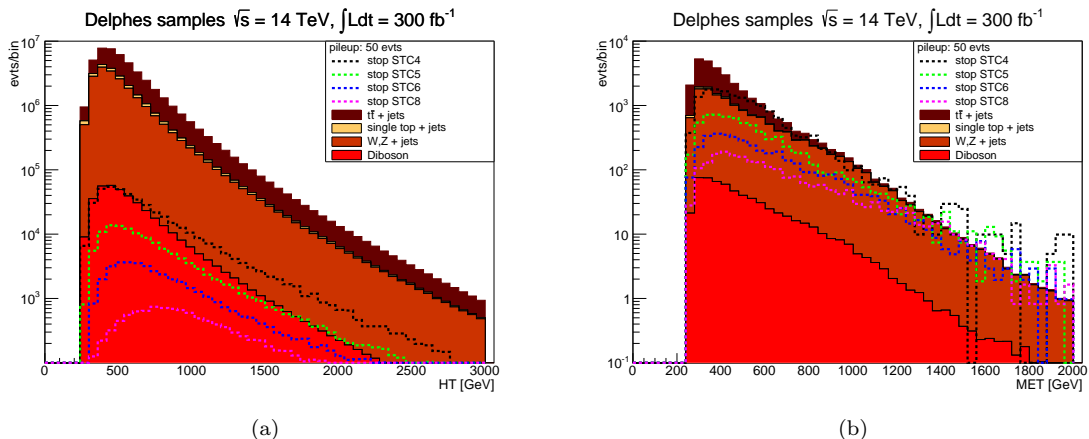 Delphes samples √s = 14 TeV, ∫Ldt = 300 fb⁻¹
evts/bin
10⁷
10⁶
10⁵
10⁴
10³
0 500 1000 1500 2000 2500 3000
HT [GeV]
pileup: 50 evts
stop STC4
stop STC5
stop STC6
stop STC8
tt̄ + jets
single top + jets
W,Z + jets
Diboson
(a)
Delphes samples √s = 14 TeV, ∫Ldt = 300 fb⁻¹
evts/bin
10⁷
10⁶
10⁵
10⁴
10³
10²
10
1
10⁻¹
0 200 400 600 800 1000 1200 1400 1600 1800 2000
MET [GeV]
pileup: 50 evts
stop STC4
stop STC5
stop STC6
stop STC8
tt̄ + jets
single top + jets
W,Z + jets
Diboson
(b)